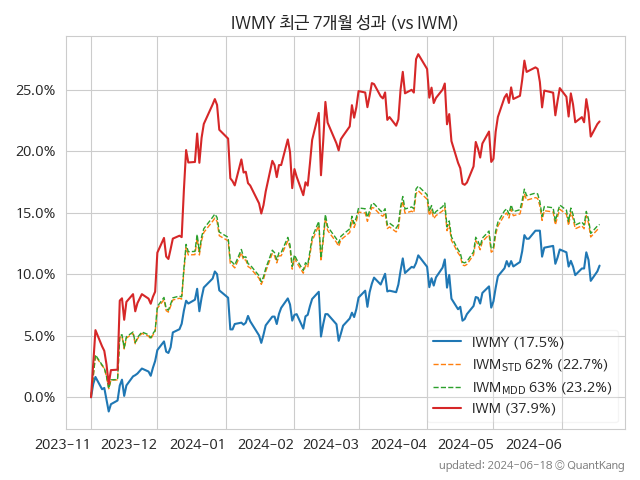 IWMY 최근 7개월 성과 (vs IWM)
25.0%
20.0%
15.0%
10.0%
5.0%
0.0%
IWMY (17.5%)
IWM_STD 62% (22.7%)
IWM_MDD 63% (23.2%)
IWM (37.9%)
2023-11 2023-12 2024-01 2024-02 2024-03 2024-04 2024-05 2024-06
updated: 2024-06-18 © QuantKang